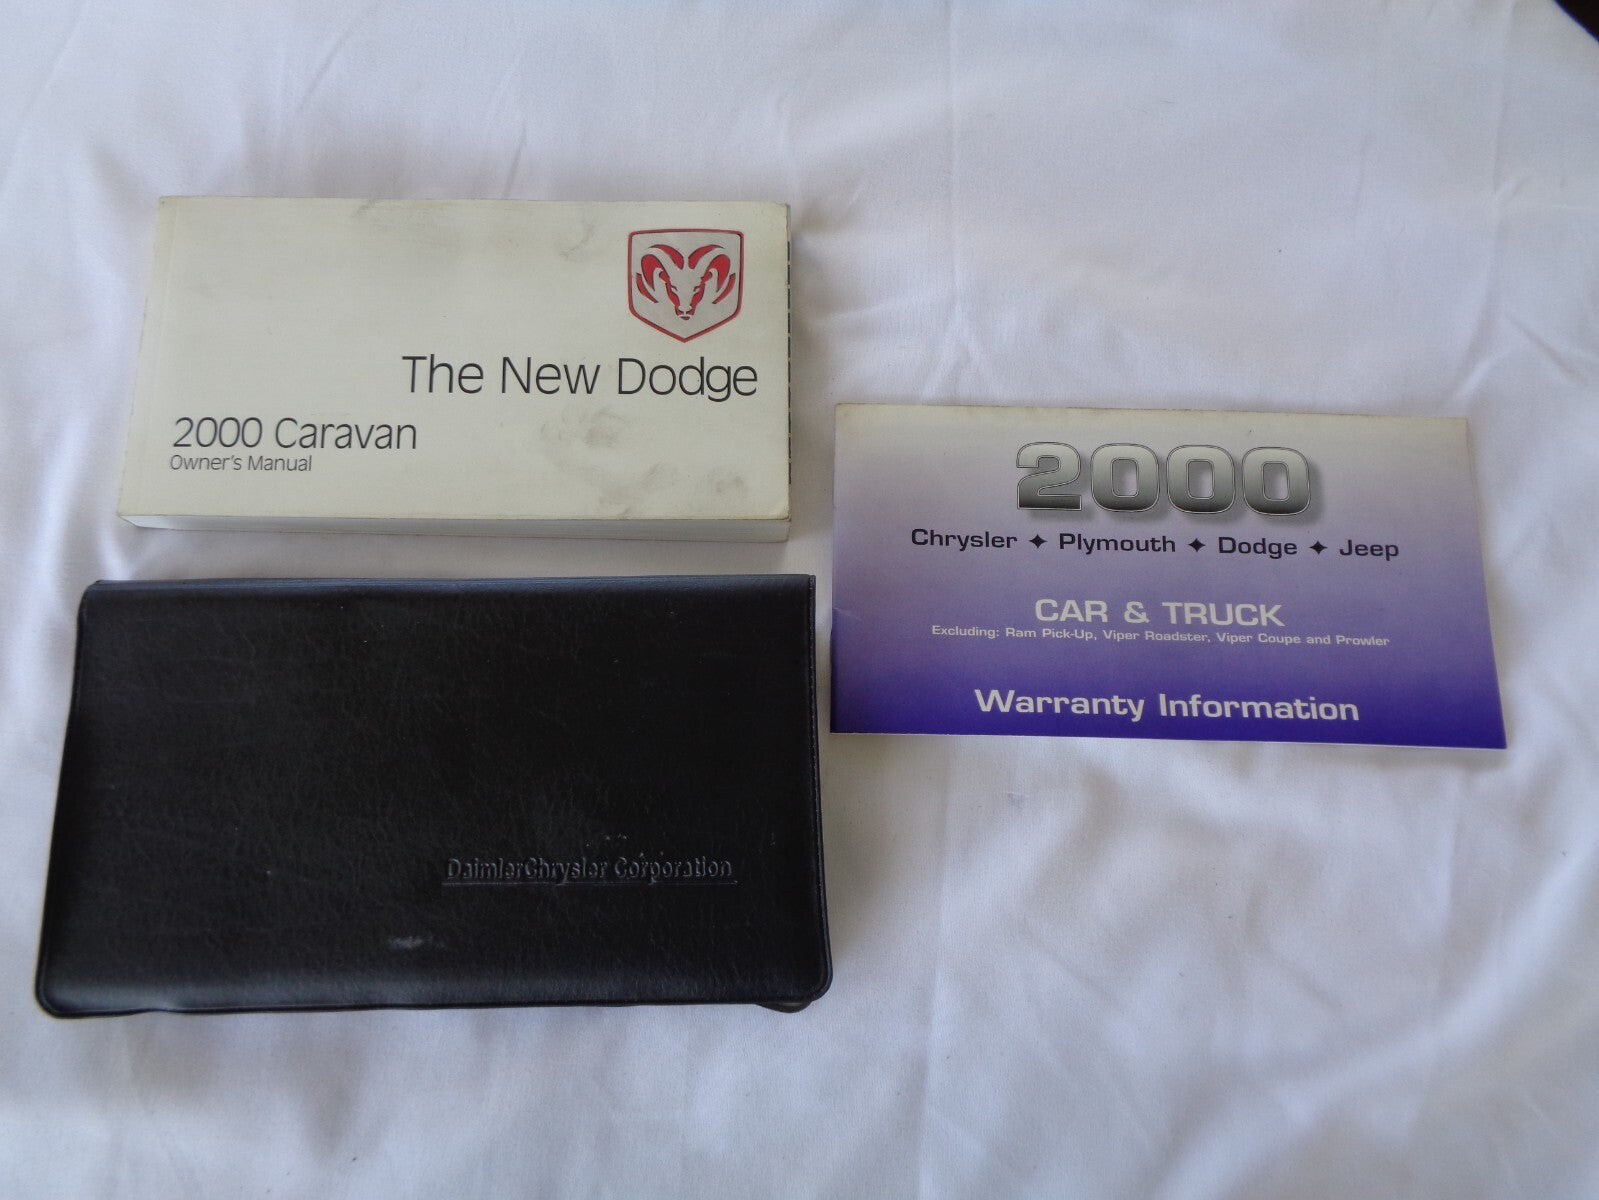 The New Dodge
2000 Caravan
Owner's Manual
2000
Chrysler ✦ Plymouth ✦ Dodge ✦ Jeep
CAR & TRUCK
Excluding: Ram Pick-Up, Viper Roadster, Viper Coupe and Prowler
Warranty Information
DaimlerChrysler Corporation